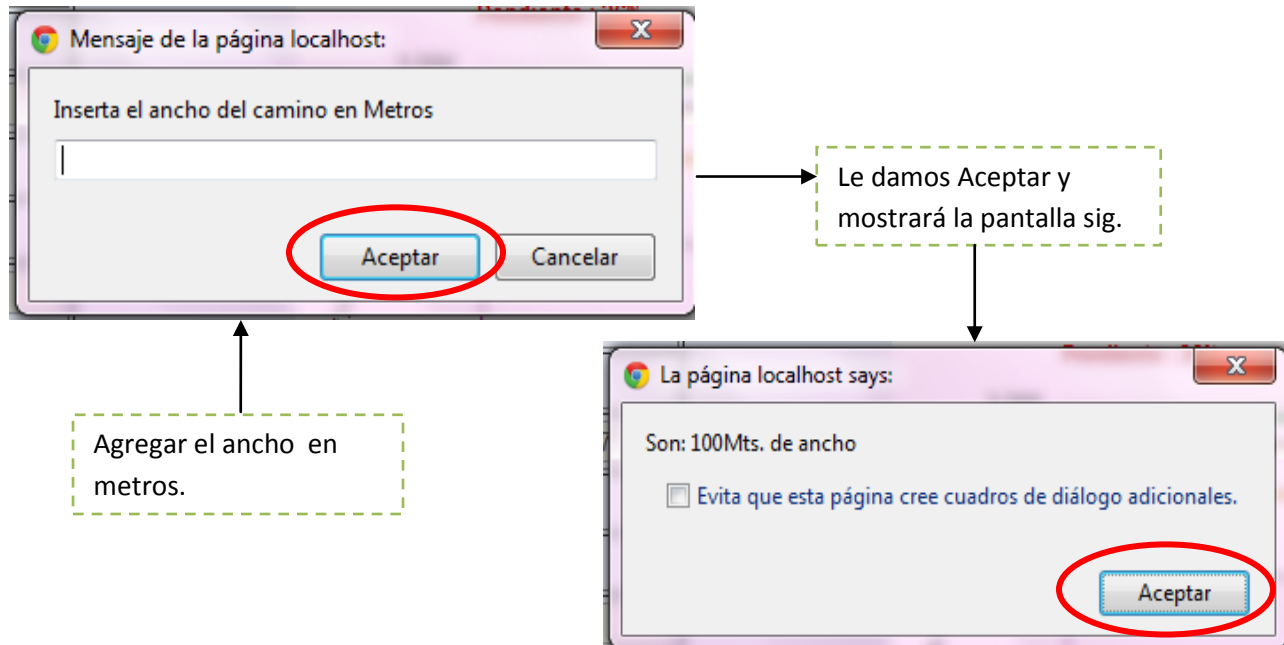 Mensaje de la página localhost:
Inserta el ancho del camino en Metros
Aceptar
Cancelar
Le damos Aceptar y
mostrará la pantalla sig.
Agregar el ancho en
metros.
La página localhost says:
Son: 100Mts. de ancho
Evita que esta página cree cuadros de diálogo adicionales.
Aceptar